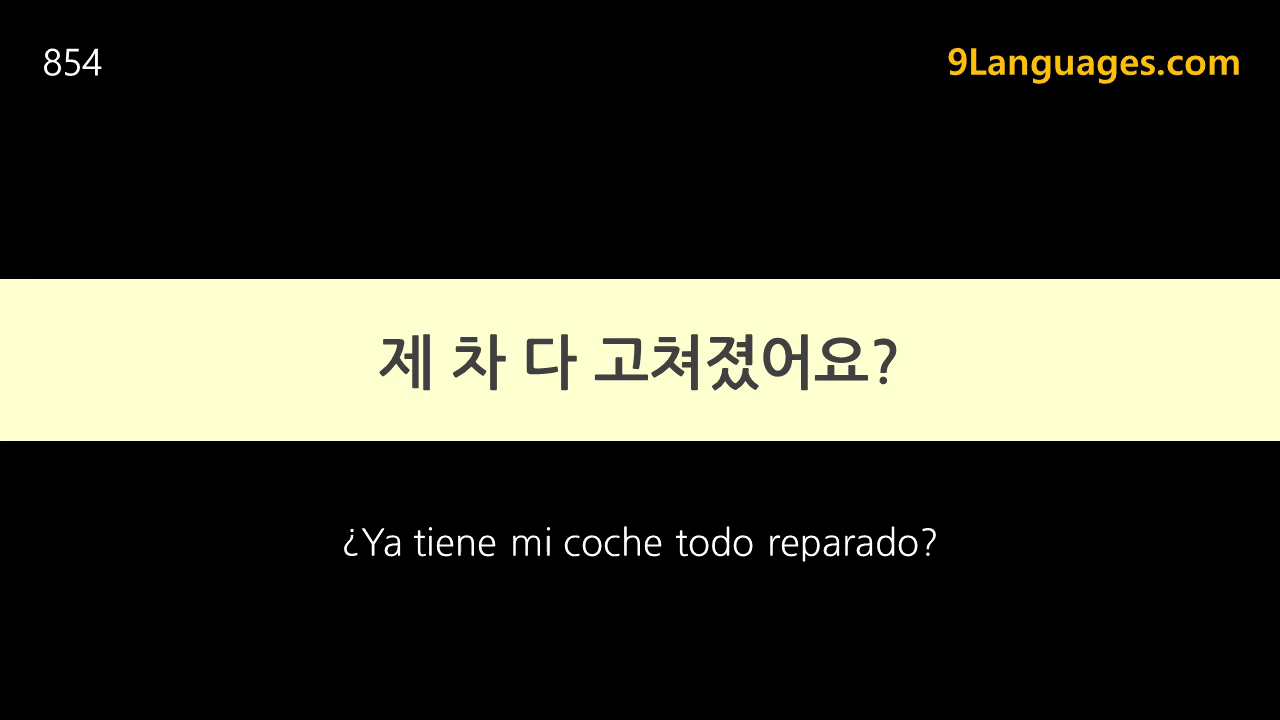 854
9Languages.com
제 차 다 고쳐졌어요?
¿Ya tiene mi coche todo reparado?